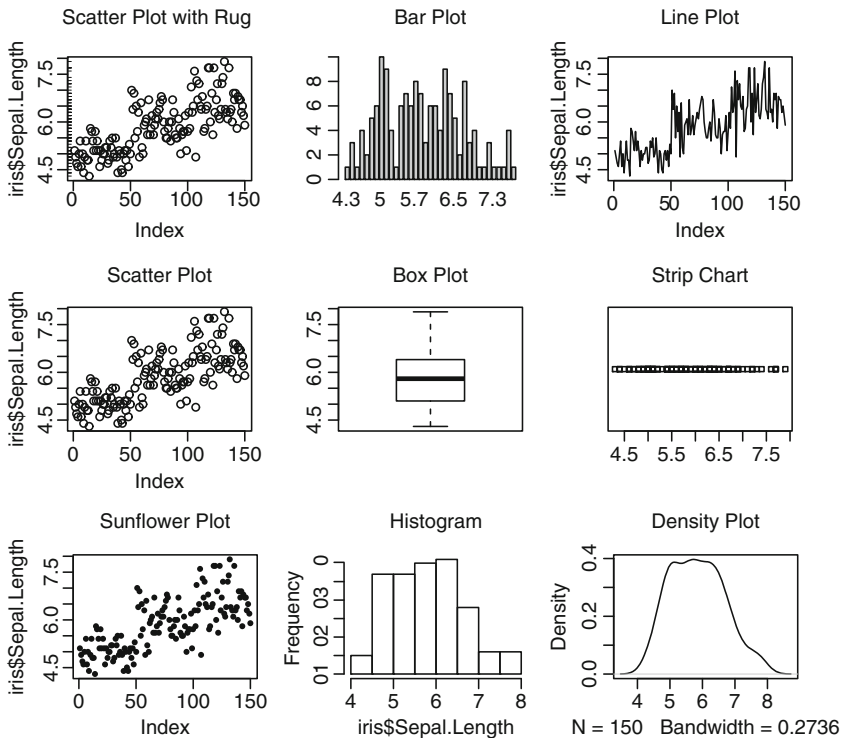 Scatter Plot with Rug
Bar Plot
Line Plot
iris$Sepal.Length
7.5
6.0
4.5
0 50 100 150
Index
8
6
4
2
0
4.3 5 5.7 6.5 7.3
iris$Sepal.Length
7.5
6.0
4.5
0 50 100 150
Index
Scatter Plot
Box Plot
Strip Chart
iris$Sepal.Length
7.5
6.0
4.5
0 50 100 150
Index
7.5
6.0
4.5
4.5 5.5 6.5 7.5
Sunflower Plot
Histogram
Density Plot
iris$Sepal.Length
7.5
6.0
4.5
0 50 100 150
Index
Frequency
0
03
02
01
4 5 6 7 8
iris$Sepal.Length
Density
0.4
0.2
0.0
4 5 6 7 8
N = 150 Bandwidth = 0.2736